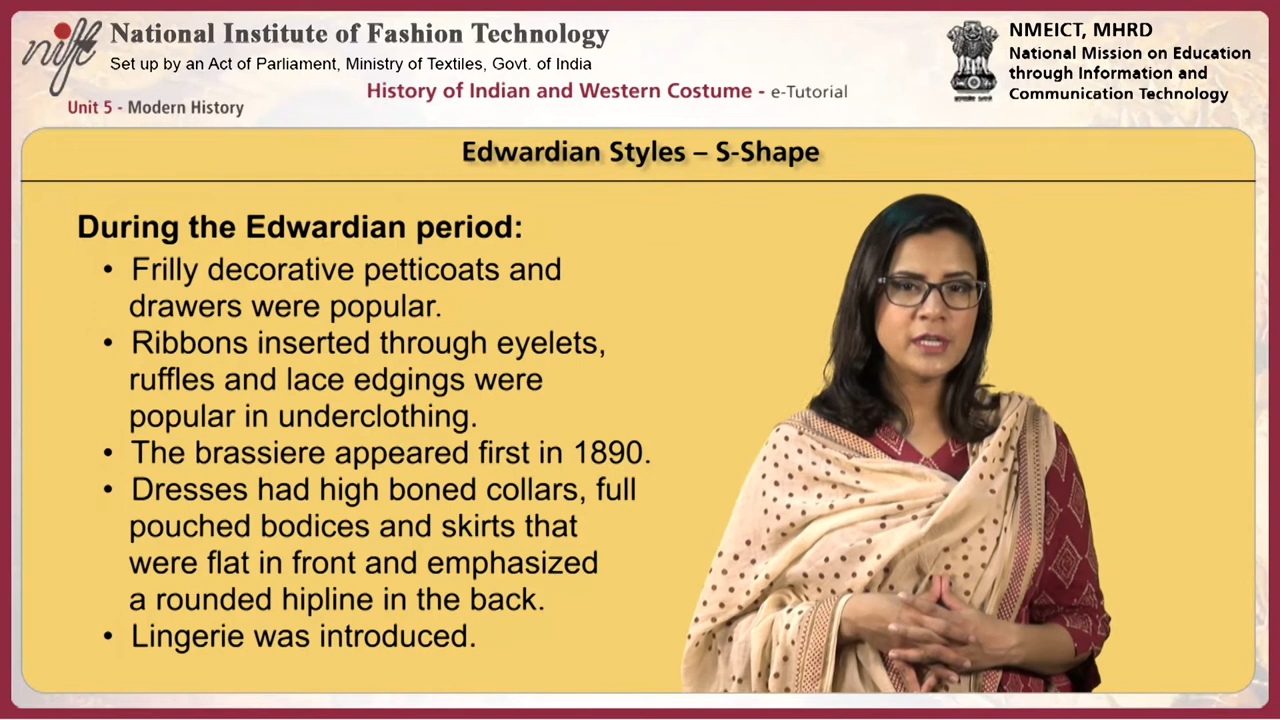 nift
National Institute of Fashion Technology
Set up by an Act of Parliament, Ministry of Textiles, Govt. of India
History of Indian and Western Costume - e-Tutorial
Unit 5 - Modern History
NMEICT, MHRD
National Mission on Education
through Information and
Communication Technology
Edwardian Styles – S-Shape
During the Edwardian period:
• Frilly decorative petticoats and
drawers were popular.
• Ribbons inserted through eyelets,
ruffles and lace edgings were
popular in underclothing.
• The brassiere appeared first in 1890.
• Dresses had high boned collars, full
pouched bodices and skirts that
were flat in front and emphasized
a rounded hipline in the back.
• Lingerie was introduced.